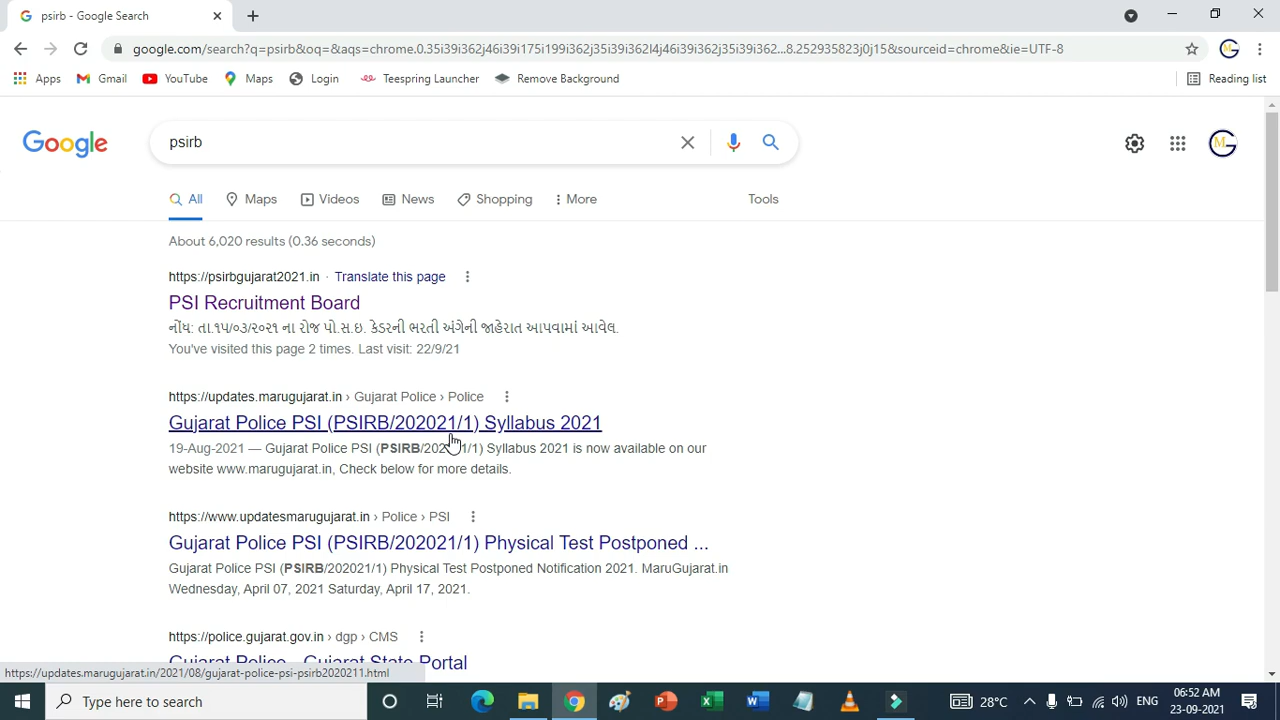 psirb - Google Search
google.com/search?q=psirb&oq=&aqs=chrome.0.35i39i362j46i39i175i199i362j35i39i362l4j46i39i362j35i39i362...8.252935823j0j15&sourceid=chrome&ie=UTF-8
Apps Gmail YouTube Maps Login Teespring Launcher Remove Background Reading list
Google psirb
All Maps Videos News Shopping More Tools
About 6,020 results (0.36 seconds)
https://psirbgujarat2021.in · Translate this page
PSI Recruitment Board
નોંધ: તા.૧૫/૦૩/૨૦૨૧ ના રોજ પો.સ.ઇ. કેડરની ભરતી અંગેની જાહેરાત આપવામાં આવેલ.
You've visited this page 2 times. Last visit: 22/9/21
https://updates.marugujarat.in › Gujarat Police › Police
Gujarat Police PSI (PSIRB/202021/1) Syllabus 2021
19-Aug-2021 — Gujarat Police PSI (PSIRB/202021/1) Syllabus 2021 is now available on our
website www.marugujarat.in, Check below for more details.
https://www.updatesmarugujarat.in › Police › PSI
Gujarat Police PSI (PSIRB/202021/1) Physical Test Postponed ...
Gujarat Police PSI (PSIRB/202021/1) Physical Test Postponed Notification 2021. MaruGujarat.in
Wednesday, April 07, 2021 Saturday, April 17, 2021.
https://police.gujarat.gov.in › dgp › CMS
Gujarat Police - Gujarat State Portal
https://updates.marugujarat.in/2021/08/gujarat-police-psi-psirb2020211.html
Type here to search 28°C ENG 06:52 AM
23-09-2021